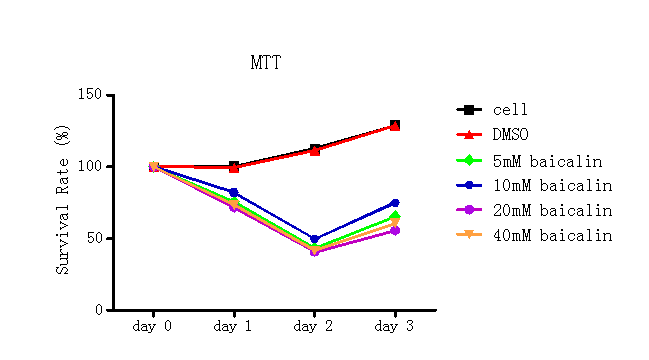 MTT
150
100
50
0
Survival Rate (%)
day 0
day 1
day 2
day 3
cell
DMSO
5mM baicalin
10mM baicalin
20mM baicalin
40mM baicalin